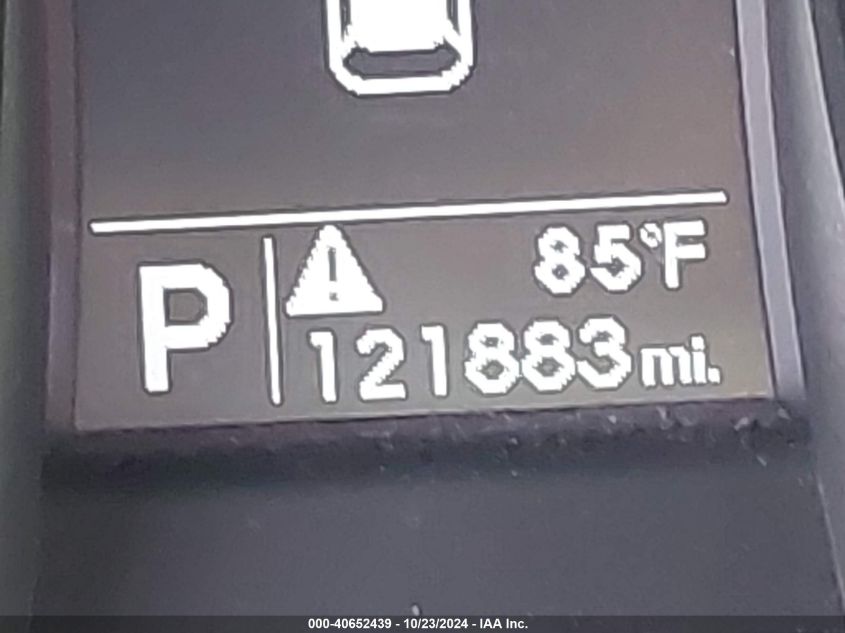 85°F
P
121883 mi.
000-40652439 - 10/23/2024 - IAA Inc.